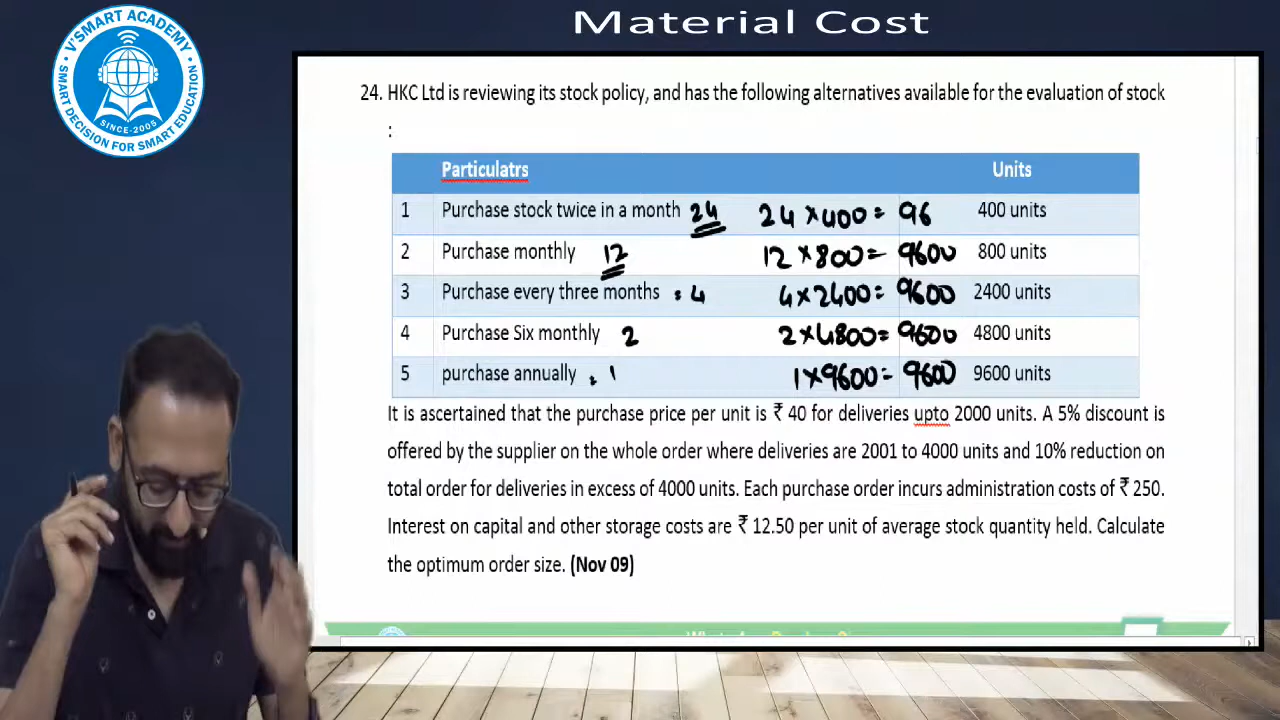 Material Cost
V'SMART ACADEMY
SINCE-2005
SMART DECISION FOR SMART EDUCATION
24. HKC Ltd is reviewing its stock policy, and has the following alternatives available for the evaluation of stock
:
Particulatrs Units
1 Purchase stock twice in a month 24 24 × 400 = 96 400 units
2 Purchase monthly 12 12 × 800 = 9600 800 units
3 Purchase every three months = 4 4 × 2400 = 9600 2400 units
4 Purchase Six monthly 2 2 × 4800 = 9600 4800 units
5 purchase annually = 1 1 × 9600 = 9600 9600 units
It is ascertained that the purchase price per unit is ₹ 40 for deliveries upto 2000 units. A 5% discount is
offered by the supplier on the whole order where deliveries are 2001 to 4000 units and 10% reduction on
total order for deliveries in excess of 4000 units. Each purchase order incurs administration costs of ₹ 250.
Interest on capital and other storage costs are ₹ 12.50 per unit of average stock quantity held. Calculate
the optimum order size. (Nov 09)